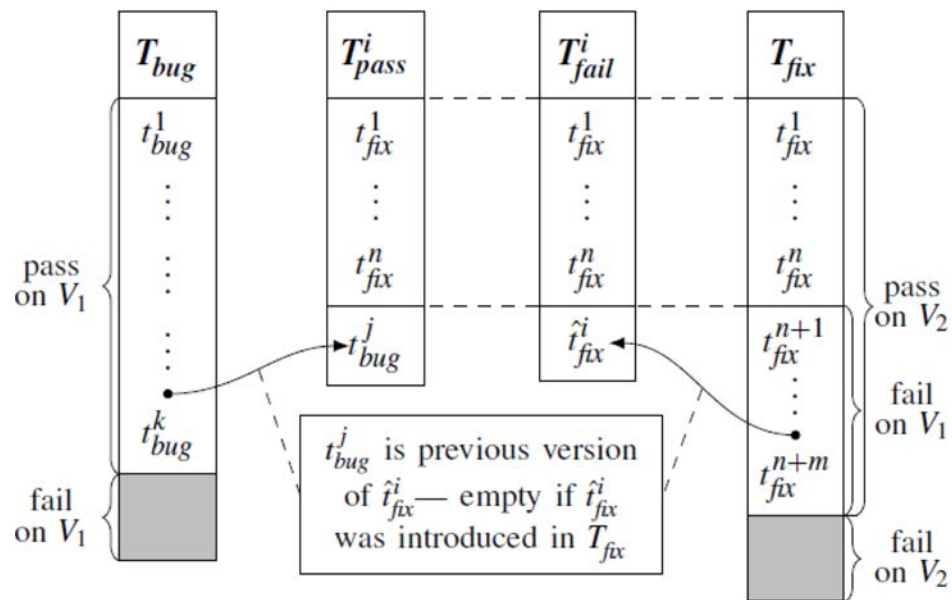 T_bug
T^i_pass
T^i_fail
T_fix
t^1_bug
t^1_fix
t^1_fix
t^1_fix
t^n_fix
t^n_fix
t^n_fix
pass
on V_1
pass
on V_2
t^j_bug
t̂^i_fix
t^{n+1}_fix
fail
on V_1
t^k_bug
t^{n+m}_fix
t^j_bug is previous version
of t̂^i_fix— empty if t̂^i_fix
was introduced in T_fix
fail
on V_1
fail
on V_2